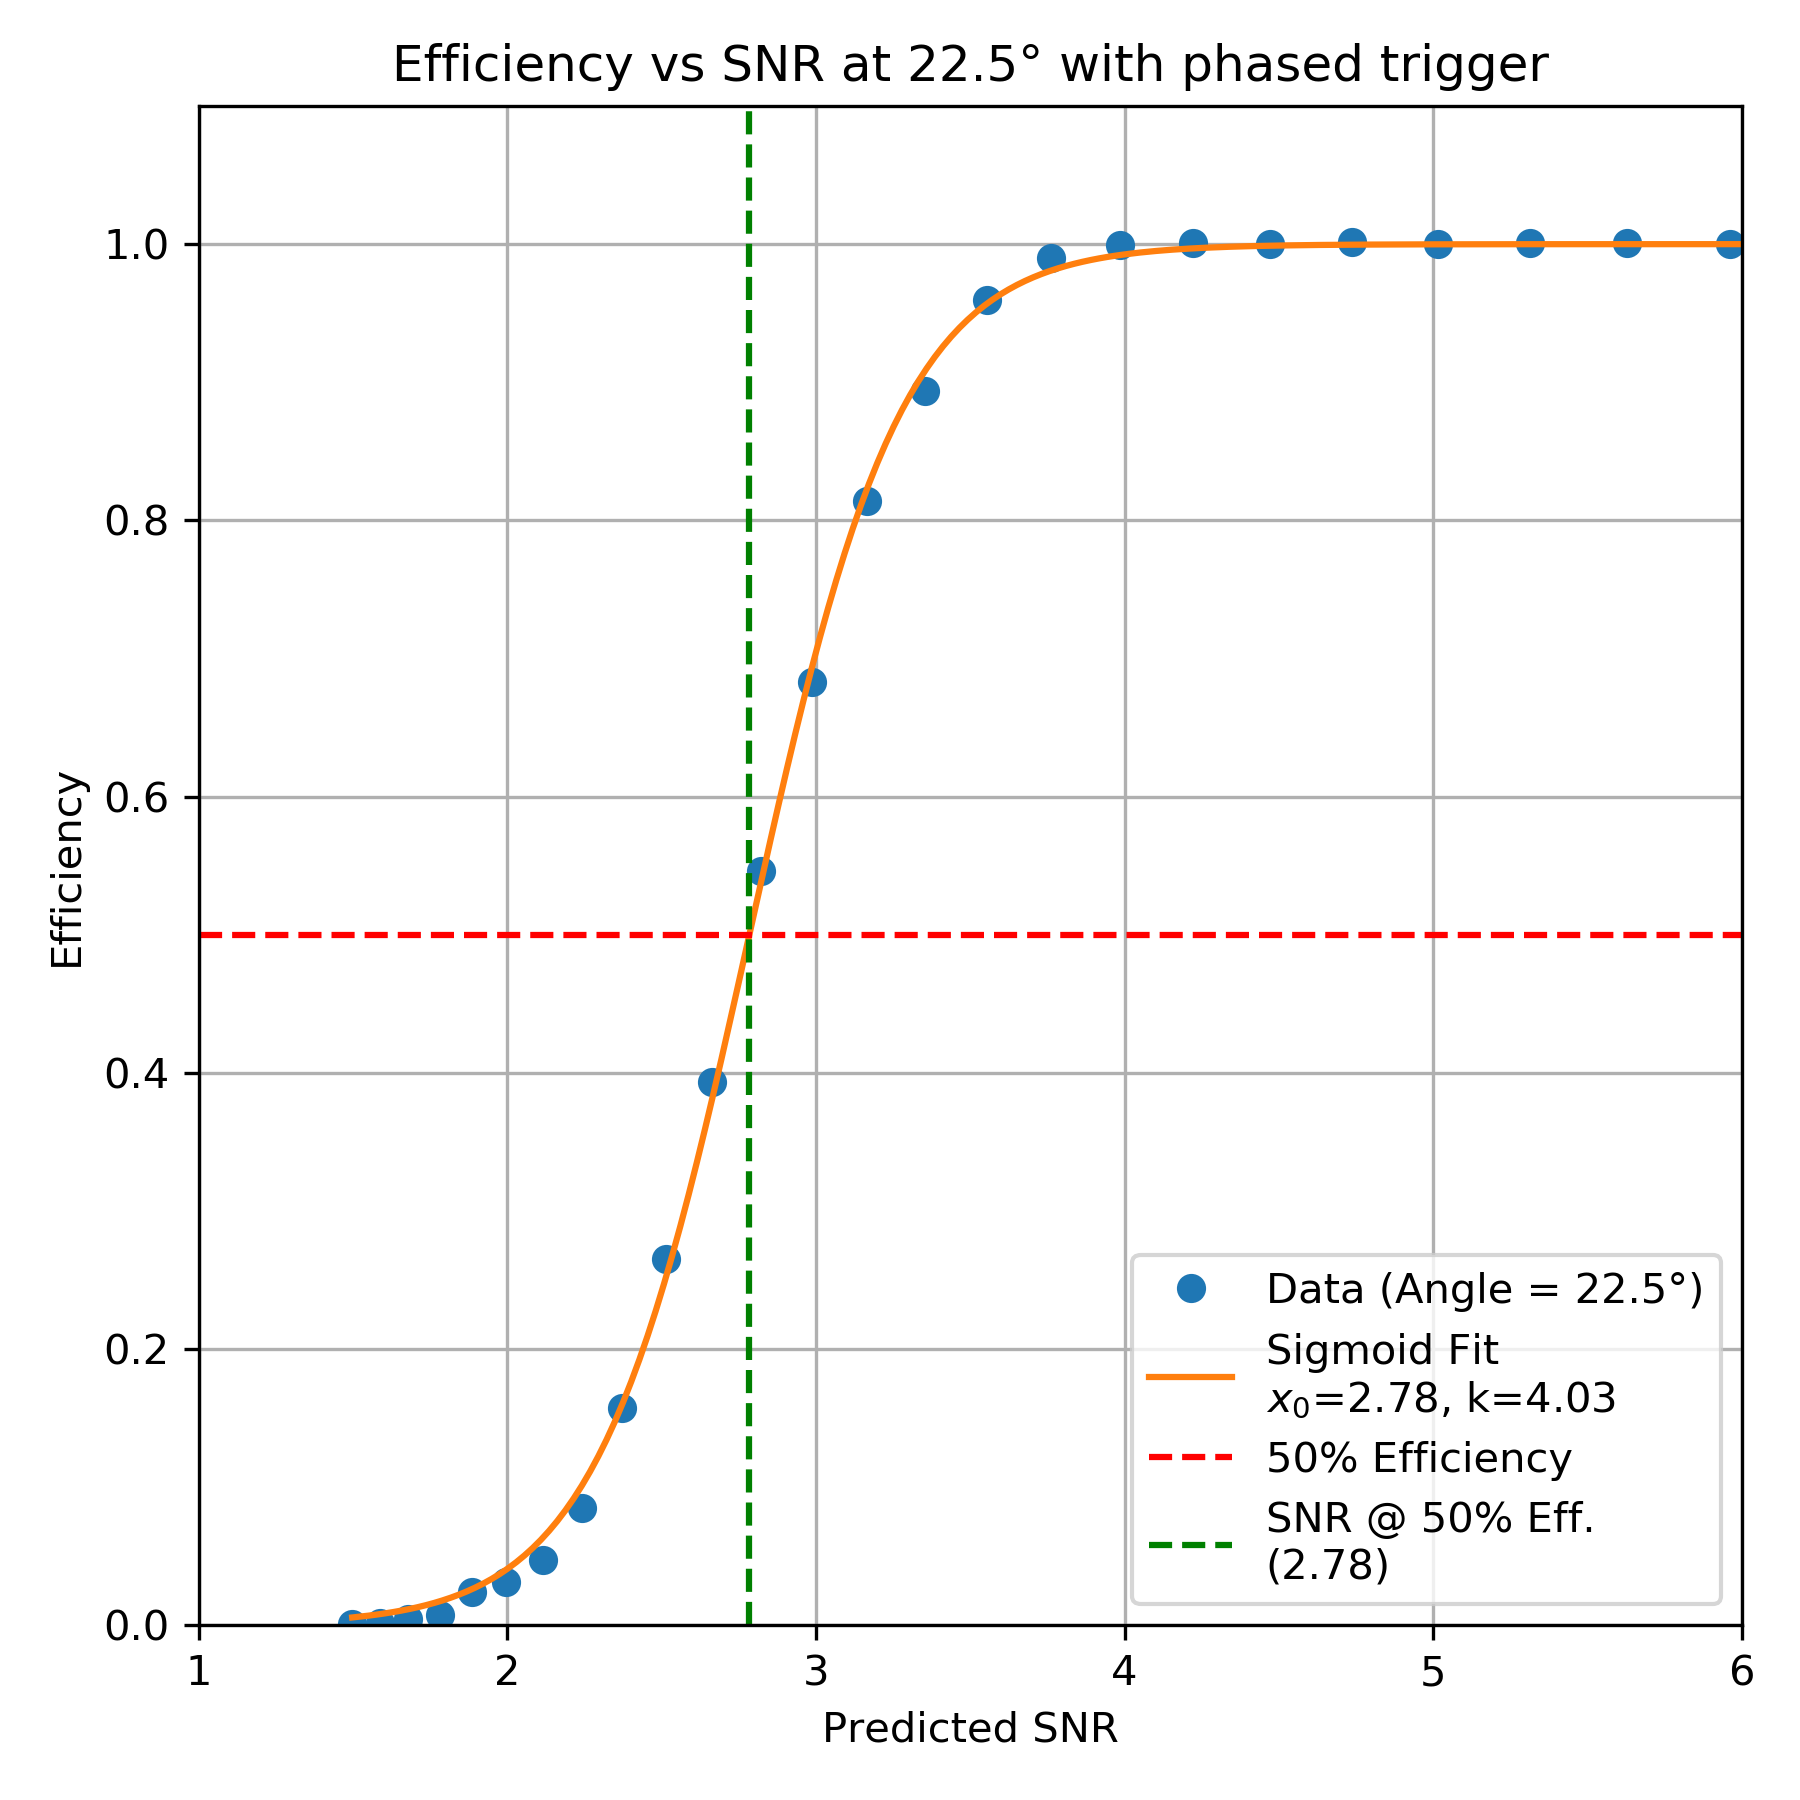 Efficiency vs SNR at 22.5° with phased trigger
Efficiency
1.0
0.8
0.6
0.4
0.2
0.0
1 2 3 4 5 6
Predicted SNR
Data (Angle = 22.5°)
Sigmoid Fit
x₀=2.78, k=4.03
50% Efficiency
SNR @ 50% Eff.
(2.78)